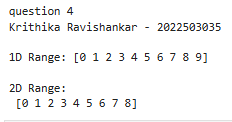 question 4
Krithika Ravishankar - 2022503035
1D Range: [0 1 2 3 4 5 6 7 8 9]
2D Range:
[0 1 2 3 4 5 6 7 8]